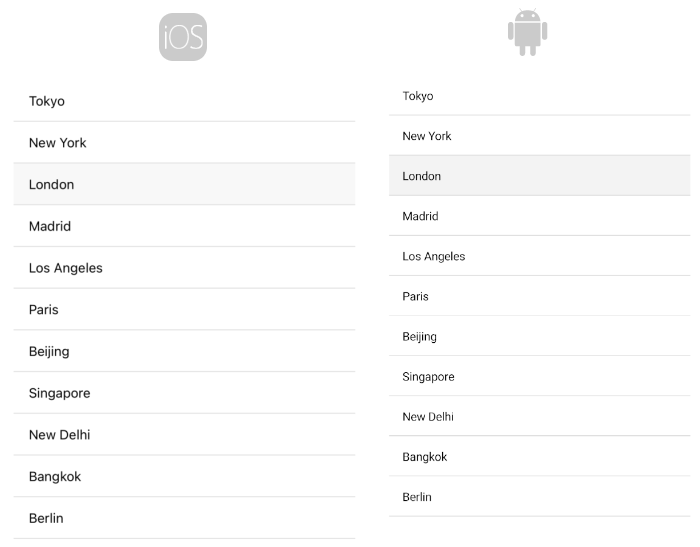 iOS
Tokyo
New York
London
Madrid
Los Angeles
Paris
Beijing
Singapore
New Delhi
Bangkok
Berlin
Tokyo
New York
London
Madrid
Los Angeles
Paris
Beijing
Singapore
New Delhi
Bangkok
Berlin